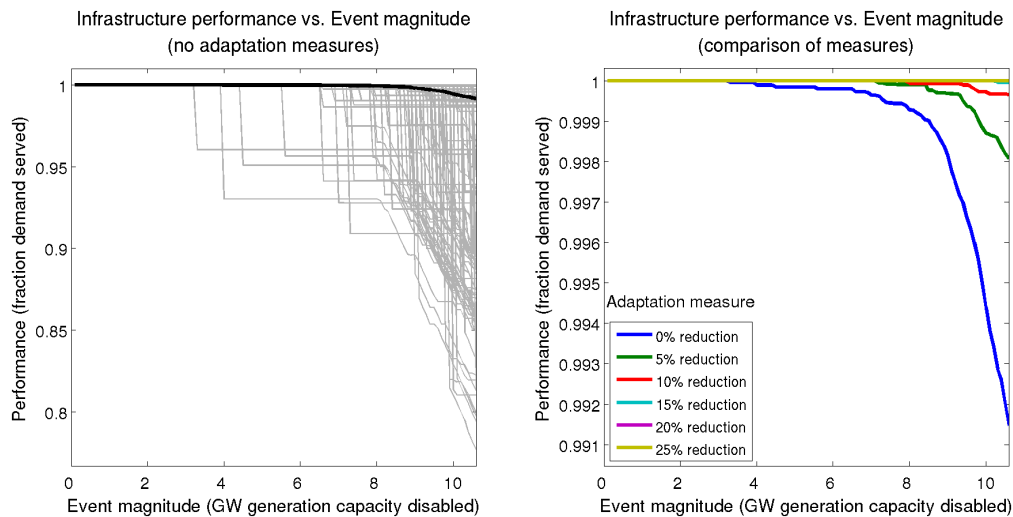 Infrastructure performance vs. Event magnitude
(no adaptation measures)
1
0.95
0.9
0.85
0.8
Performance (fraction demand served)
0 2 4 6 8 10
Event magnitude (GW generation capacity disabled)
Infrastructure performance vs. Event magnitude
(comparison of measures)
1
0.999
0.998
0.997
0.996
0.995
0.994
0.993
0.992
0.991
Performance (fraction demand served)
Adaptation measure
0% reduction
5% reduction
10% reduction
15% reduction
20% reduction
25% reduction
0 2 4 6 8 10
Event magnitude (GW generation capacity disabled)